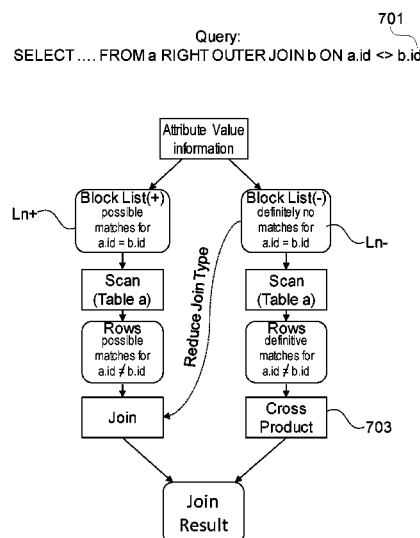 701
Query:
SELECT .... FROM a RIGHT OUTER JOIN b ON a.id <> b.id
Attribute Value
information
Block List(+)
possible
matches for
a.id = b.id
Ln+
Block List(-)
definitely no
matches for
a.id = b.id
Ln-
Scan
(Table a)
Scan
(Table a)
Reduce Join Type
Rows
possible
matches for
a.id ≠ b.id
Rows
definitive
matches for
a.id ≠ b.id
Join
Cross
Product
703
Join
Result